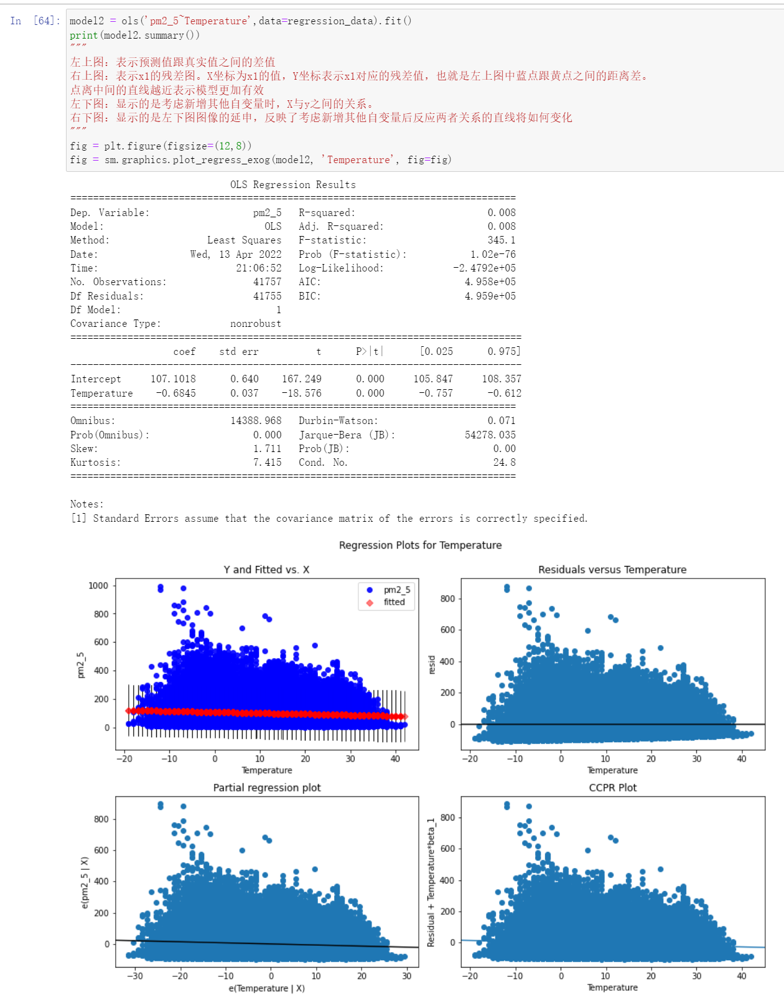 In [64]: model2 = ols('pm2_5~Temperature',data=regression_data).fit()
print(model2.summary())
"""
左上图：表示预测值跟真实值之间的差值
右上图：表示x1的残差图。X坐标为x1的值，Y坐标表示x1对应的残差值，也就是左上图中蓝点跟黄点之间的距离差。
点离中间的直线越近表示模型更加有效
左下图：显示的是考虑新增其他自变量时，X与y之间的关系。
右下图：显示的是左下图图像的延申，反映了考虑新增其他自变量后反应两者关系的直线将如何变化
"""
fig = plt.figure(figsize=(12,8))
fig = sm.graphics.plot_regress_exog(model2, 'Temperature', fig=fig)
OLS Regression Results
==============================================================================
Dep. Variable: pm2_5 R-squared: 0.008
Model: OLS Adj. R-squared: 0.008
Method: Least Squares F-statistic: 345.1
Date: Wed, 13 Apr 2022 Prob (F-statistic): 1.02e-76
Time: 21:06:52 Log-Likelihood: -2.4792e+05
No. Observations: 41757 AIC: 4.958e+05
Df Residuals: 41755 BIC: 4.959e+05
Df Model: 1
Covariance Type: nonrobust
===============================================================================
coef std err t P>|t| [0.025 0.975]
-------------------------------------------------------------------------------
Intercept 107.1018 0.640 167.249 0.000 105.847 108.357
Temperature -0.6845 0.037 -18.576 0.000 -0.757 -0.612
==============================================================================
Omnibus: 14388.968 Durbin-Watson: 0.071
Prob(Omnibus): 0.000 Jarque-Bera (JB): 54278.035
Skew: 1.711 Prob(JB): 0.00
Kurtosis: 7.415 Cond. No. 24.8
==============================================================================
Notes:
[1] Standard Errors assume that the covariance matrix of the errors is correctly specified.
Regression Plots for Temperature
Y and Fitted vs. X
pm2_5
fitted
1000
800
600
400
200
0
pm2_5
−20 −10 0 10 20 30 40
Temperature
Residuals versus Temperature
800
600
400
200
0
resid
−20 −10 0 10 20 30 40
Temperature
Partial regression plot
800
600
400
200
0
e(pm2_5 | X)
−30 −20 −10 0 10 20 30
e(Temperature | X)
CCPR Plot
800
600
400
200
0
Residual + Temperature*beta_1
−20 −10 0 10 20 30 40
Temperature